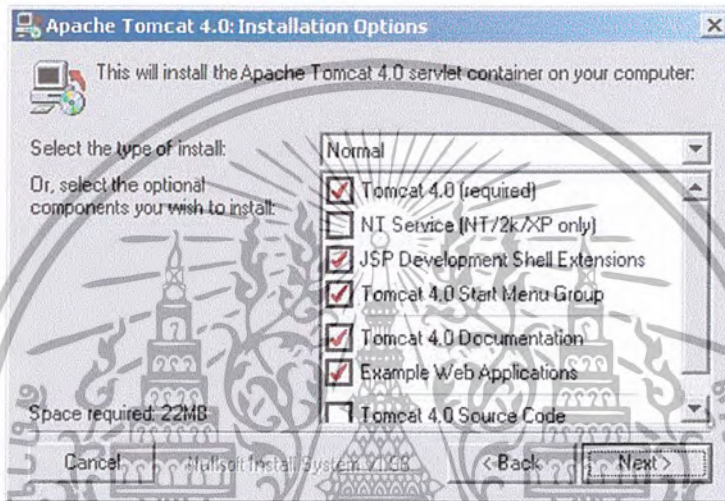 Apache Tomcat 4.0: Installation Options
This will install the Apache Tomcat 4.0 servlet container on your computer:
Select the type of install:
Normal
Or, select the optional
components you wish to install:
Tomcat 4.0 (required)
NT Service (NT/2k/XP only)
JSP Development Shell Extensions
Tomcat 4.0 Start Menu Group
Tomcat 4.0 Documentation
Example Web Applications
Tomcat 4.0 Source Code
Space required: 22MB
Cancel
Nullsoft Install System v1.98
< Back
Next >